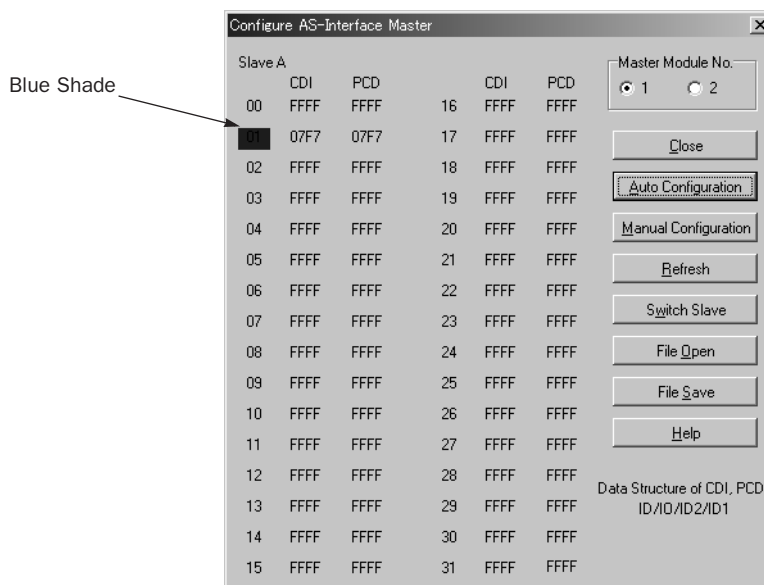 Configure AS-Interface Master
Slave A
CDI PCD CDI PCD
00 FFFF FFFF 16 FFFF FFFF
01 07F7 07F7 17 FFFF FFFF
02 FFFF FFFF 18 FFFF FFFF
03 FFFF FFFF 19 FFFF FFFF
04 FFFF FFFF 20 FFFF FFFF
05 FFFF FFFF 21 FFFF FFFF
06 FFFF FFFF 22 FFFF FFFF
07 FFFF FFFF 23 FFFF FFFF
08 FFFF FFFF 24 FFFF FFFF
09 FFFF FFFF 25 FFFF FFFF
10 FFFF FFFF 26 FFFF FFFF
11 FFFF FFFF 27 FFFF FFFF
12 FFFF FFFF 28 FFFF FFFF
13 FFFF FFFF 29 FFFF FFFF
14 FFFF FFFF 30 FFFF FFFF
15 FFFF FFFF 31 FFFF FFFF
Blue Shade
Master Module No.
1 2
Close
Auto Configuration
Manual Configuration
Refresh
Switch Slave
File Open
File Save
Help
Data Structure of CDI, PCD
ID/IO/ID2/ID1